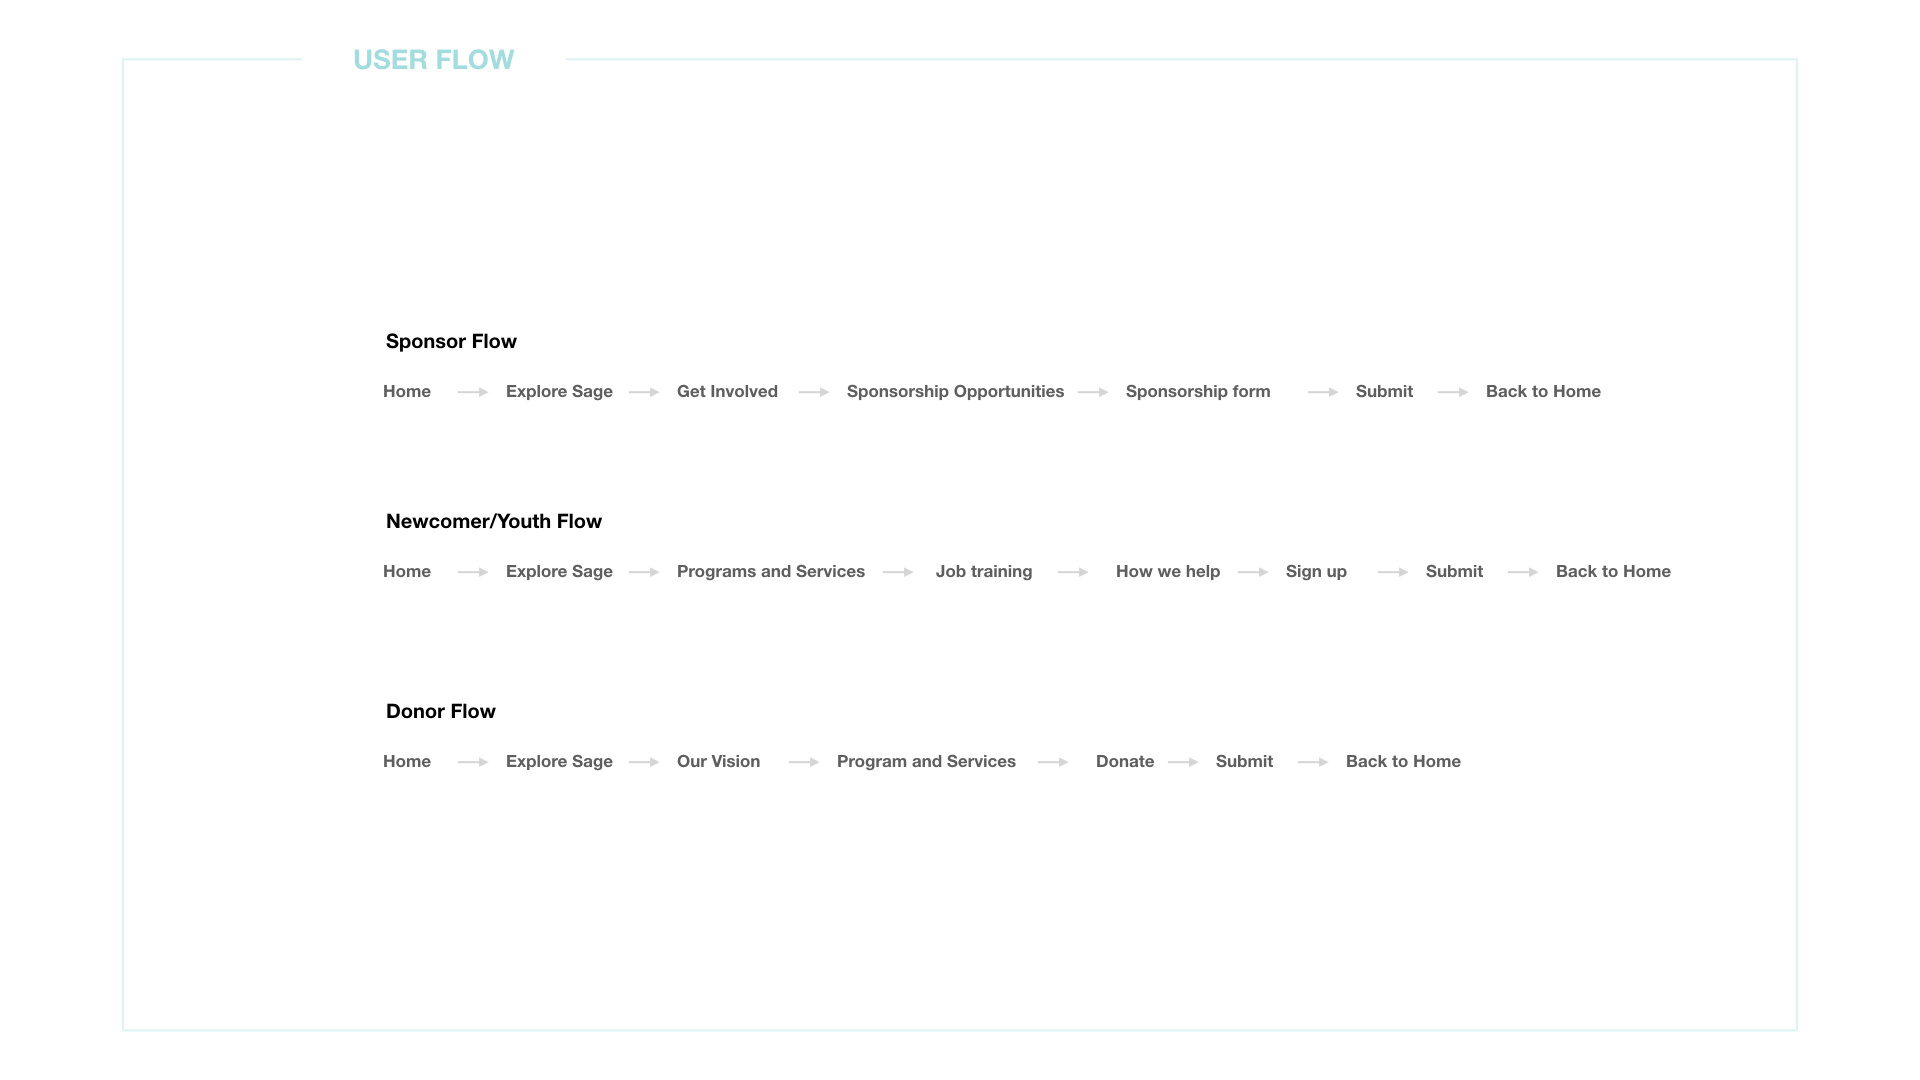 USER FLOW
Sponsor Flow
Home Explore Sage Get Involved Sponsorship Opportunities Sponsorship form Submit Back to Home
Newcomer/Youth Flow
Home Explore Sage Programs and Services Job training How we help Sign up Submit Back to Home
Donor Flow
Home Explore Sage Our Vision Program and Services Donate Submit Back to Home